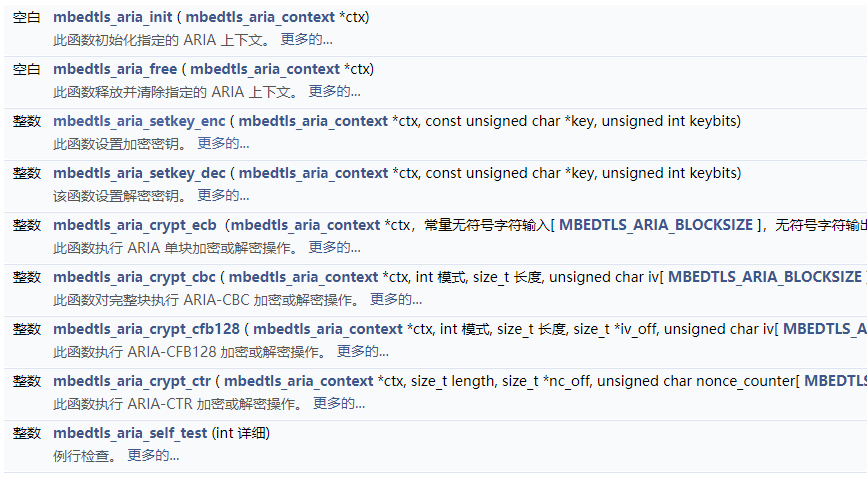 空白 mbedtls_aria_init ( mbedtls_aria_context *ctx)
此函数初始化指定的 ARIA 上下文。 更多的...
空白 mbedtls_aria_free ( mbedtls_aria_context *ctx)
此函数释放并清除指定的 ARIA 上下文。 更多的...
整数 mbedtls_aria_setkey_enc ( mbedtls_aria_context *ctx, const unsigned char *key, unsigned int keybits)
此函数设置加密密钥。 更多的...
整数 mbedtls_aria_setkey_dec ( mbedtls_aria_context *ctx, const unsigned char *key, unsigned int keybits)
该函数设置解密密钥。 更多的...
整数 mbedtls_aria_crypt_ecb（mbedtls_aria_context *ctx，常量无符号字符输入[ MBEDTLS_ARIA_BLOCKSIZE ]，无符号字符输出
此函数执行 ARIA 单块加密或解密操作。 更多的...
整数 mbedtls_aria_crypt_cbc ( mbedtls_aria_context *ctx, int 模式, size_t 长度, unsigned char iv[ MBEDTLS_ARIA_BLOCKSIZE ]
此函数对完整块执行 ARIA-CBC 加密或解密操作。 更多的...
整数 mbedtls_aria_crypt_cfb128 ( mbedtls_aria_context *ctx, int 模式, size_t 长度, size_t *iv_off, unsigned char iv[ MBEDTLS_A
此函数执行 ARIA-CFB128 加密或解密操作。 更多的...
整数 mbedtls_aria_crypt_ctr ( mbedtls_aria_context *ctx, size_t length, size_t *nc_off, unsigned char nonce_counter[ MBEDTLS
此函数执行 ARIA-CTR 加密或解密操作。 更多的...
整数 mbedtls_aria_self_test (int 详细)
例行检查。 更多的...